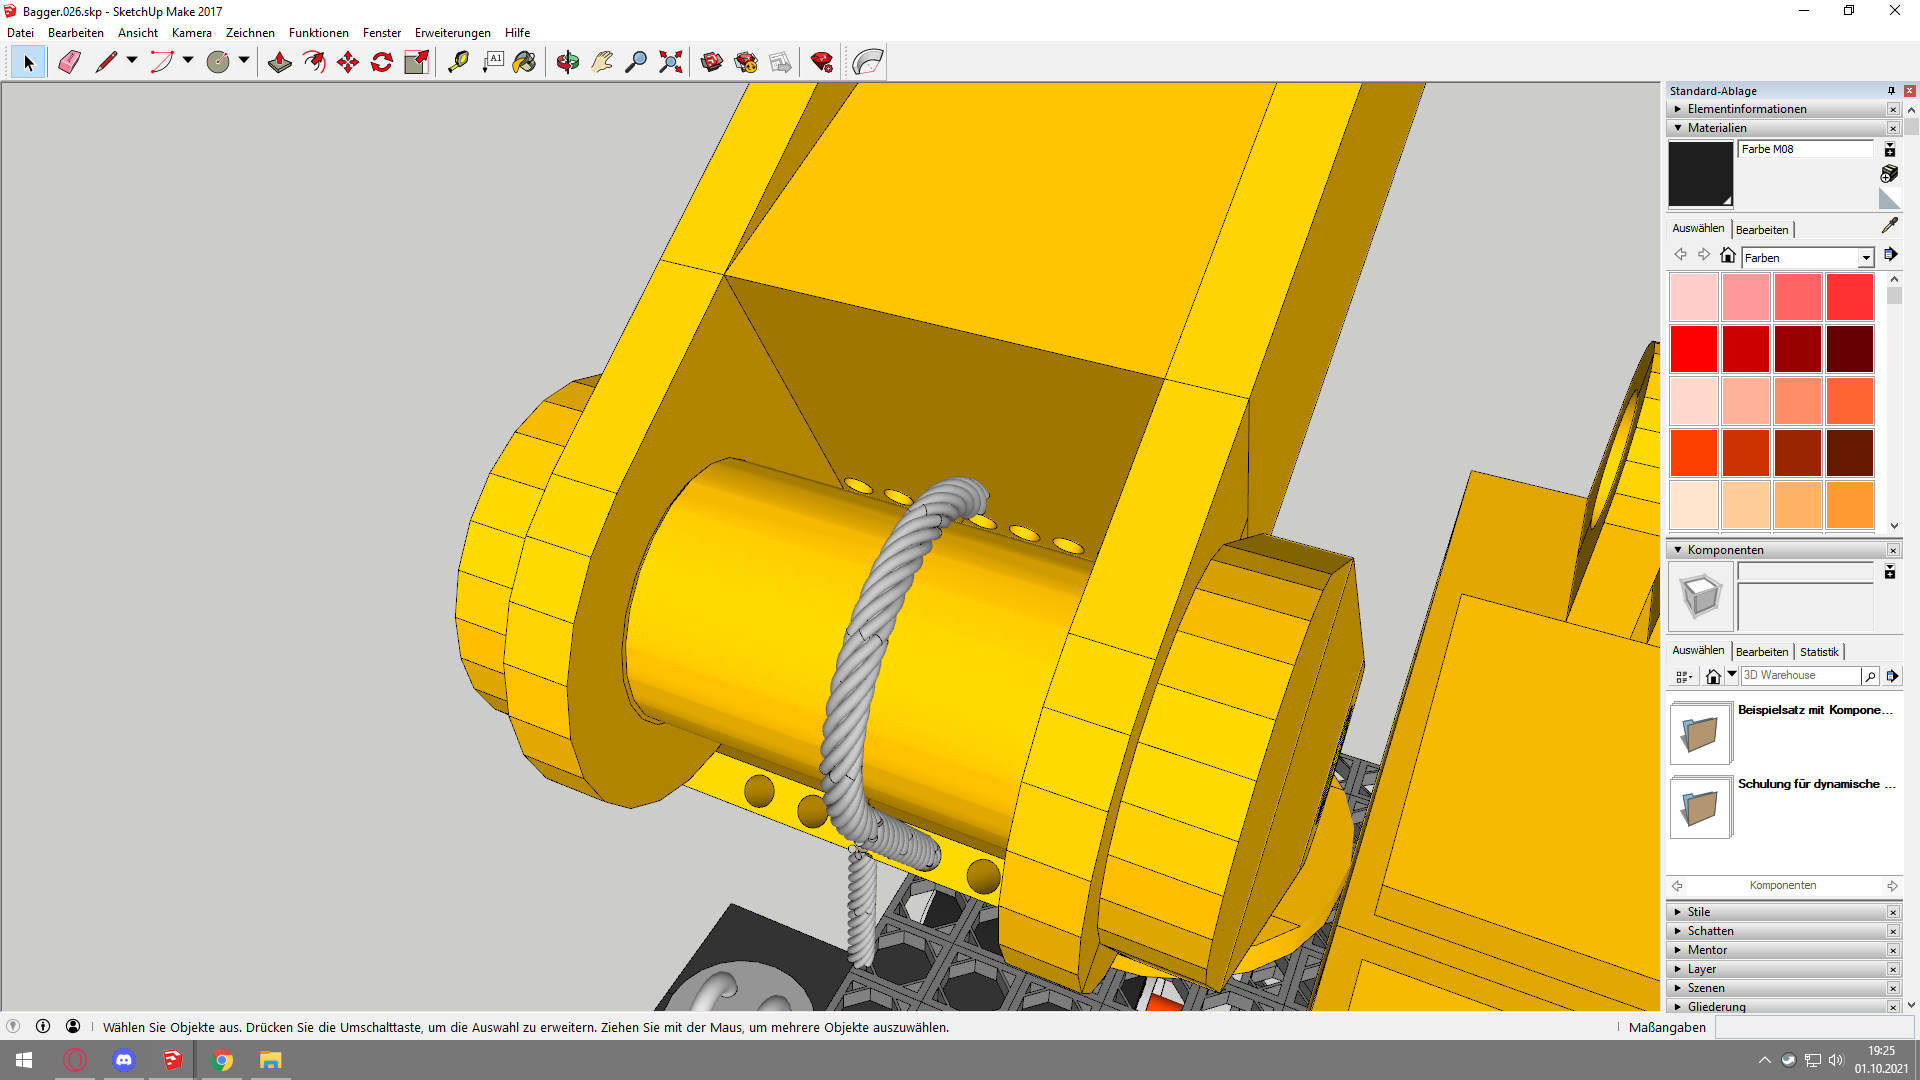 Bagger.026.skp - SketchUp Make 2017
Datei Bearbeiten Ansicht Kamera Zeichnen Funktionen Fenster Erweiterungen Hilfe
A1
Standard-Ablage
Elementinformationen
Materialien
Farbe M08
Auswählen Bearbeiten
Farben
Komponenten
Auswählen Bearbeiten Statistik
3D Warehouse
Beispielsatz mit Kompone...
Schulung für dynamische ...
Komponenten
Stile
Schatten
Mentor
Layer
Szenen
Gliederung
Wählen Sie Objekte aus. Drücken Sie die Umschalttaste, um die Auswahl zu erweitern. Ziehen Sie mit der Maus, um mehrere Objekte auszuwählen.
Maßangaben
19:25
01.10.2021